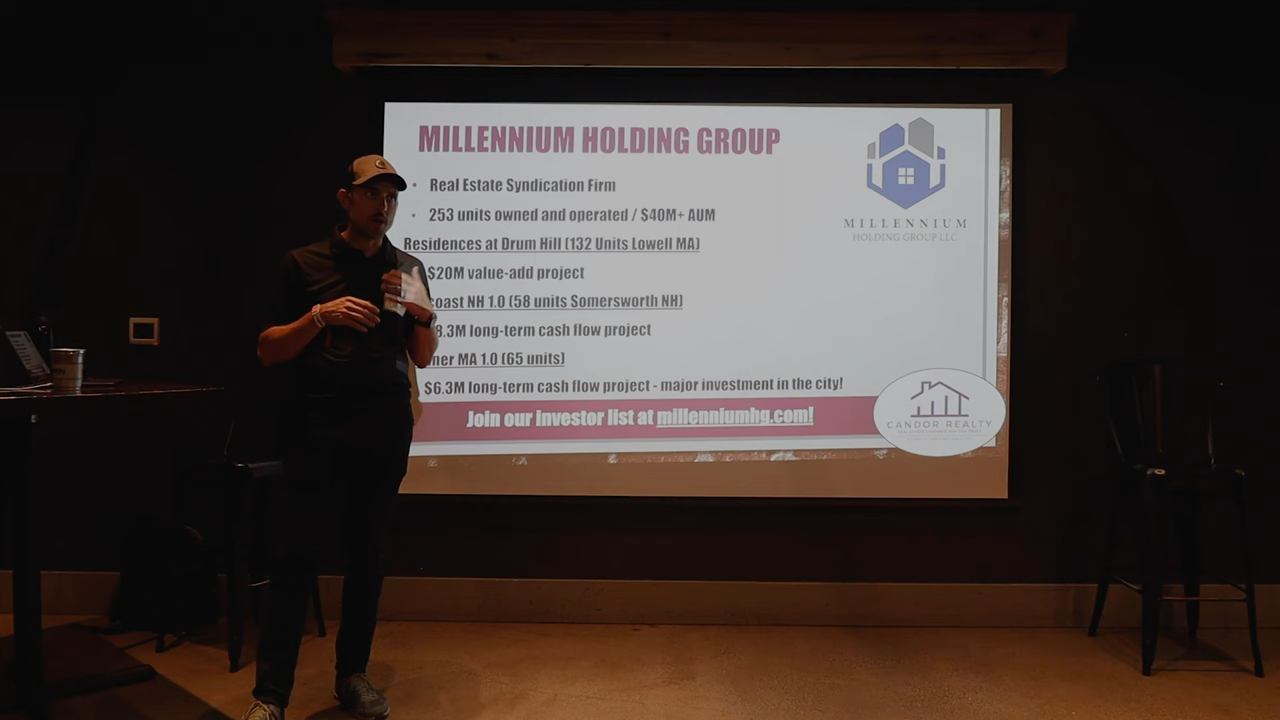 MILLENNIUM HOLDING GROUP
• Real Estate Syndication Firm
• 253 units owned and operated / $40M+ AUM
Residences at Drum Hill (132 Units Lowell MA)
$20M value-add project
coast NH 1.0 (58 units Somersworth NH)
8.3M long-term cash flow project
ner MA 1.0 (65 units)
$6.3M long-term cash flow project - major investment in the city!
Join our investor list at millenniumhg.com!
MILLENNIUM
HOLDING GROUP LLC
CANDOR REALTY